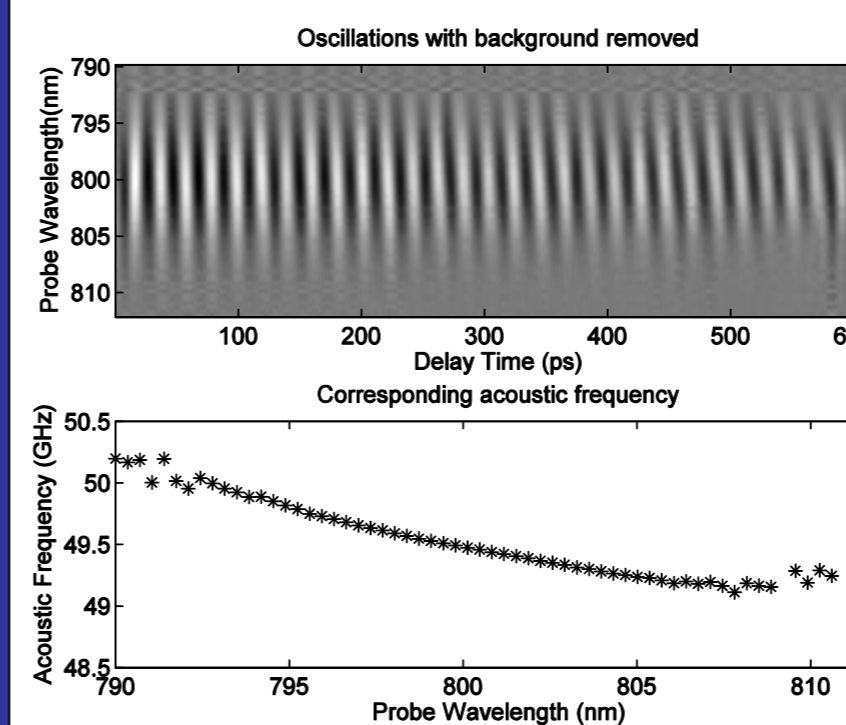 Oscillations with background removed
Probe Wavelength(nm)
790
795
800
805
810
100 200 300 400 500 6
Delay Time (ps)
Corresponding acoustic frequency
Acoustic Frequency (GHz)
50.5
50
49.5
49
48.5
790 795 800 805 810
Probe Wavelength (nm)